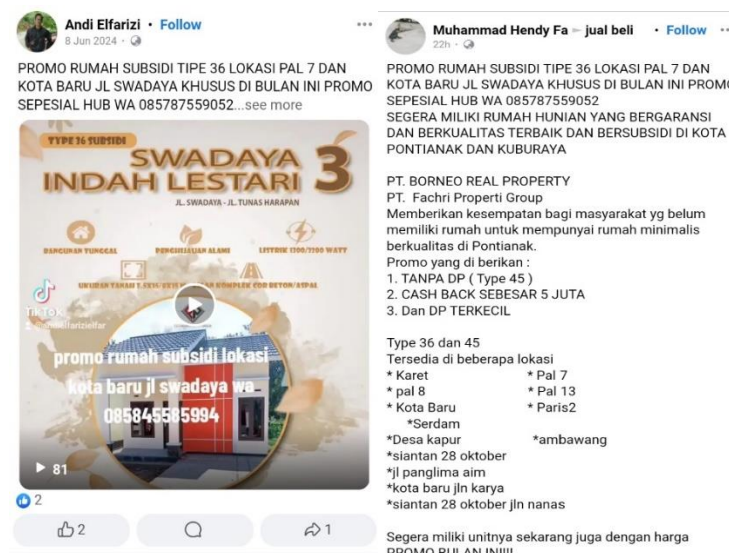 Andi Elfarizi • Follow
8 Jun 2024
PROMO RUMAH SUBSIDI TIPE 36 LOKASI PAL 7 DAN
KOTA BARU JL SWADAYA KHUSUS DI BULAN INI PROMO
SEPESIAL HUB WA 085787559052...see more
TYPE 36 SUBSIDI
SWADAYA
INDAH LESTARI 3
JL. SWADAYA - JL. TUNAS HARAPAN
BANGUNAN TUNGGAL
PENGHIJAUAN ALAMI
LISTRIK 1300/2200 WATT
UKURAN TANAH
KOMPLEK COR BETON/ASPAL
TikTok
promo rumah subsidi lokasi
kota baru jl swadaya wa
085845585994
81
2
2
1
Muhammad Hendy Fa ► jual beli • Follow
22h
PROMO RUMAH SUBSIDI TIPE 36 LOKASI PAL 7 DAN
KOTA BARU JL SWADAYA KHUSUS DI BULAN INI PROMO
SEPESIAL HUB WA 085787559052
SEGERA MILIKI RUMAH HUNIAN YANG BERGARANSI
DAN BERKUALITAS TERBAIK DAN BERSUBSIDI DI KOTA
PONTIANAK DAN KUBURAYA
PT. BORNEO REAL PROPERTY
PT. Fachri Properti Group
Memberikan kesempatan bagi masyarakat yg belum
memiliki rumah untuk mempunyai rumah minimalis
berkualitas di Pontianak.
Promo yang di berikan :
1. TANPA DP ( Type 45 )
2. CASH BACK SEBESAR 5 JUTA
3. Dan DP TERKECIL
Type 36 dan 45
Tersedia di beberapa lokasi
* Karet * Pal 7
* pal 8 * Pal 13
* Kota Baru * Paris2
*Serdam
*Desa kapur *ambawang
*siantan 28 oktober
*jl panglima aim
*kota baru jln karya
*siantan 28 oktober jln nanas
Segera miliki unitnya sekarang juga dengan harga
PROMO BULAN INI!!!!